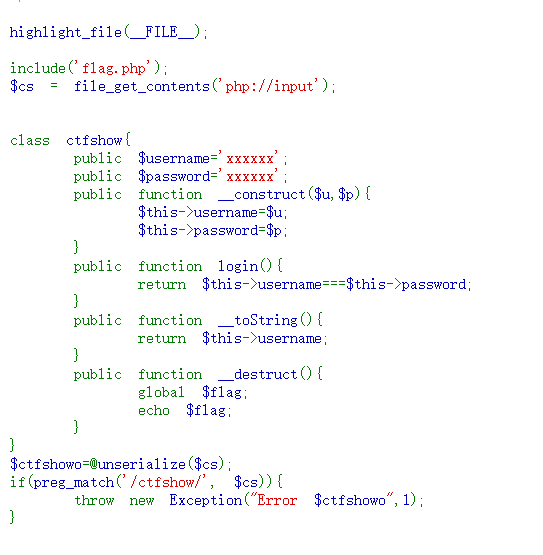 highlight_file(__FILE__);
include('flag.php');
$cs = file_get_contents('php://input');
class ctfshow{
public $username='xxxxxx';
public $password='xxxxxx';
public function __construct($u,$p){
$this->username=$u;
$this->password=$p;
}
public function login(){
return $this->username===$this->password;
}
public function __toString(){
return $this->username;
}
public function __destruct(){
global $flag;
echo $flag;
}
}
$ctfshowo=@unserialize($cs);
if(preg_match('/ctfshow/', $cs)){
throw new Exception("Error $ctfshowo",1);
}